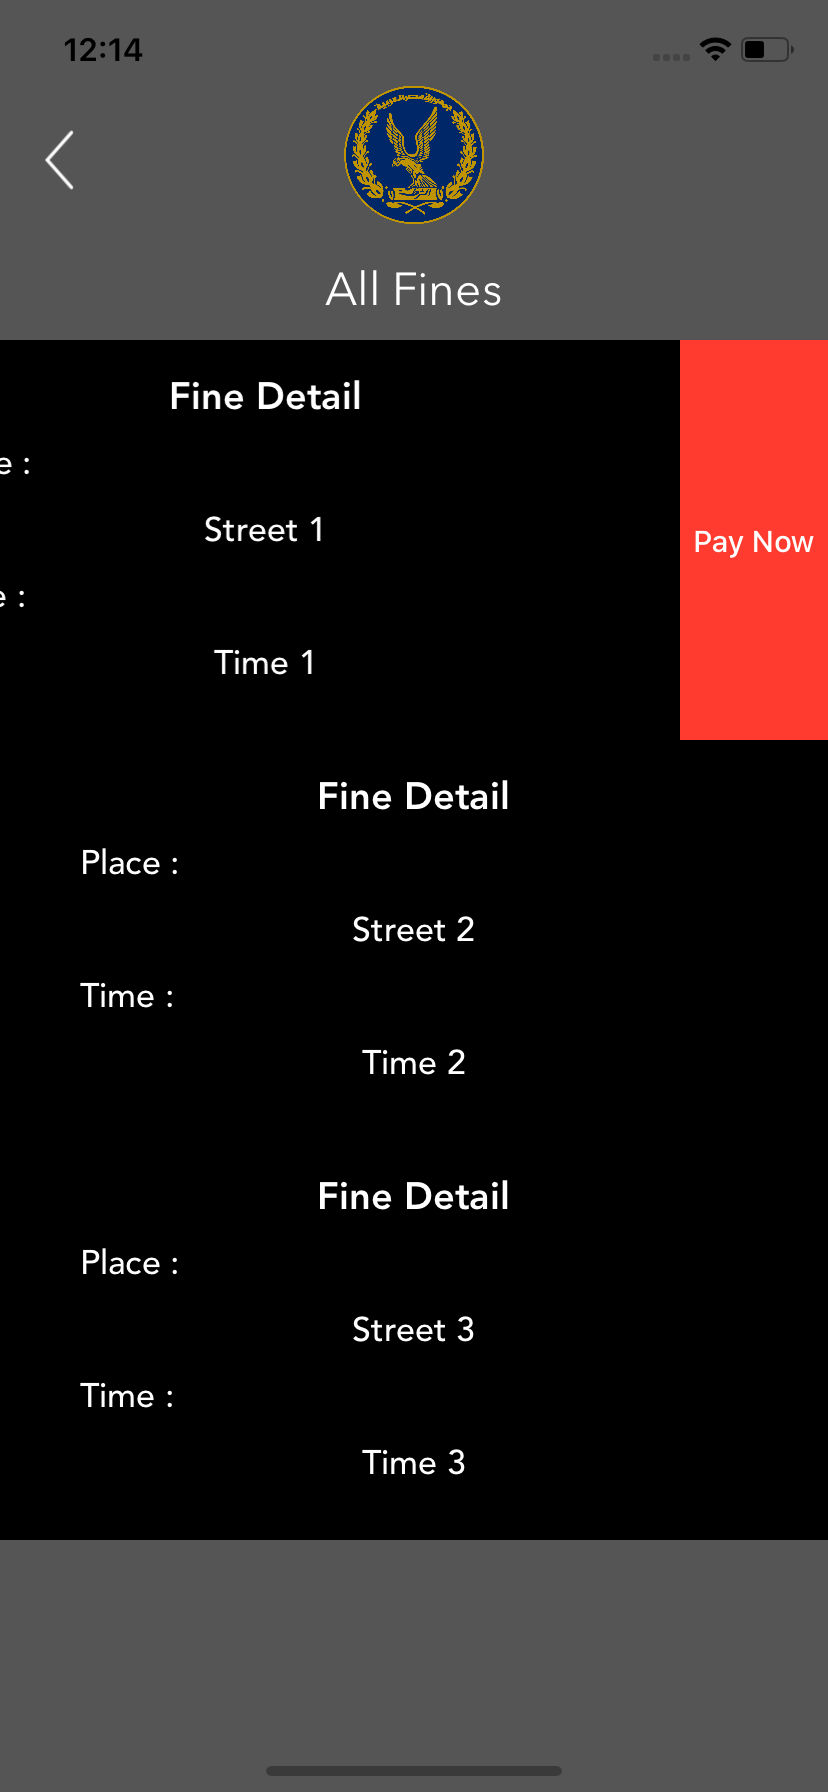 12:14
All Fines
Fine Detail
e :
Street 1
e :
Time 1
Pay Now
Fine Detail
Place :
Street 2
Time :
Time 2
Fine Detail
Place :
Street 3
Time :
Time 3